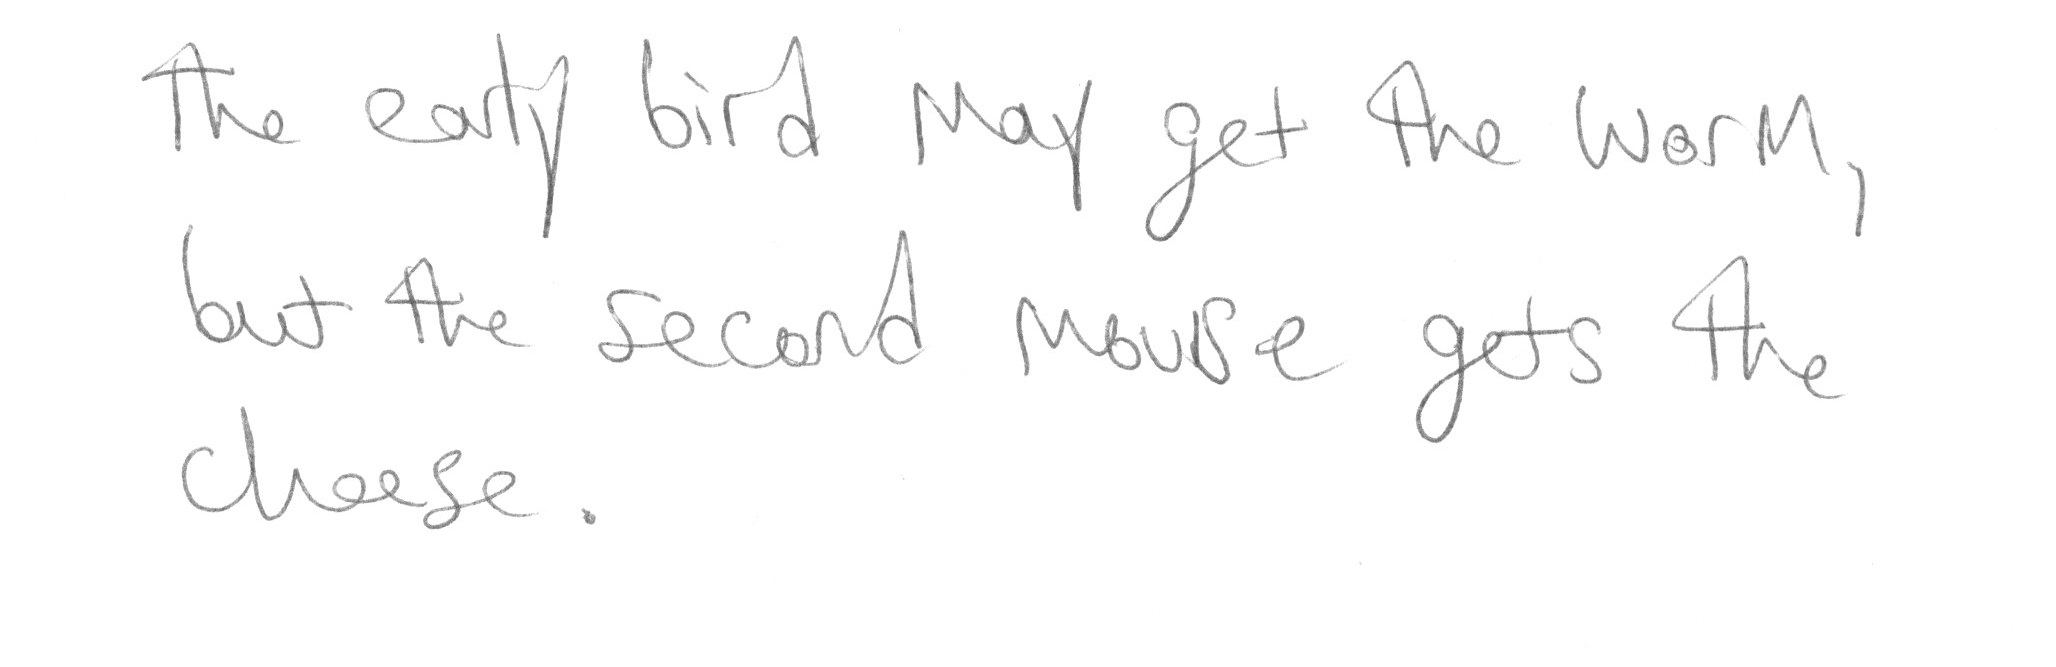 The early bird may get the worm,
but the second mouse gets the
cheese.